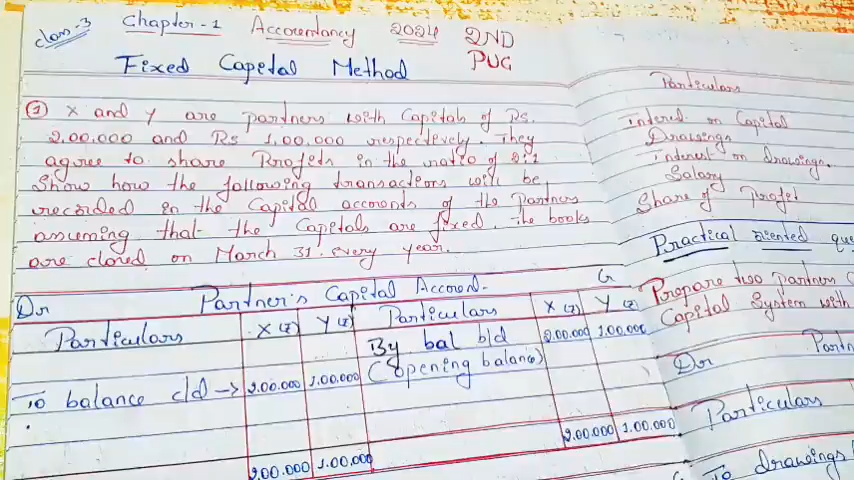 class-3 Chapter-1 Accountancy 2024 2ND
PUC
Fixed Capital Method
① X and Y are partners with Capitals of Rs.
2.00.000 and Rs 1.00.000 respectevely. They
agree to share Profits in the ratio of 2:1
Show how the following transactions will be
recorded in the Capital accounts of the Partners
assuming that the Capitals are fixed. The books
are closed on March 31. every year.
Dr Partner's Capital Account. Cr
Particulars X (₹) Y (₹) Particulars X (₹) Y (₹)
By bal b/d 2.00.000 1.00.000
(Opening balance)
To balance c/d → 2.00.000 1.00.000
2.00.000 1.00.000
2.00.000 1.00.000
Particulars
Interest on Capital
Drawings
Interest on drawings.
Salary
Share of Profit
Practical oriented que
Prepare two partners
Capital System with
Dr Partn
Particulars
To drawings